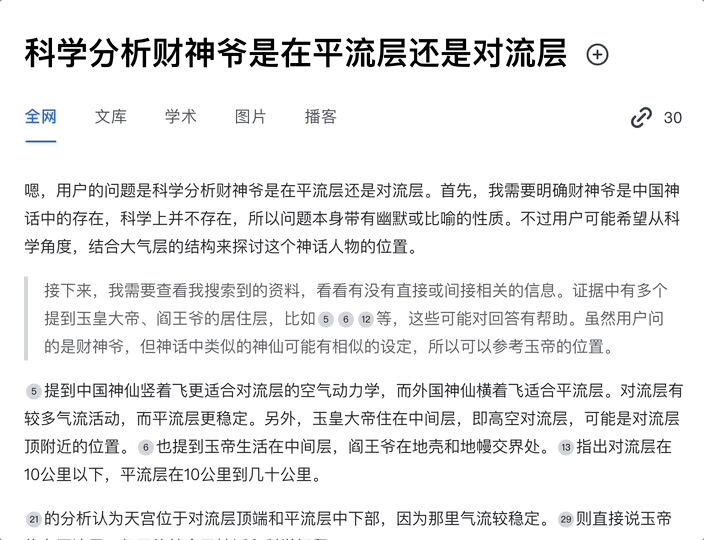 科学分析财神爷是在平流层还是对流层
全网 文库 学术 图片 播客 30
嗯，用户的问题是科学分析财神爷是在平流层还是对流层。首先，我需要明确财神爷是中国神
话中的存在，科学上并不存在，所以问题本身带有幽默或比喻的性质。不过用户可能希望从科
学角度，结合大气层的结构来探讨这个神话人物的位置。
接下来，我需要查看我搜索到的资料，看看有没有直接或间接相关的信息。证据中有多个
提到玉皇大帝、阎王爷的居住层，比如 5 6 12 等，这些可能对回答有帮助。虽然用户问
的是财神爷，但神话中类似的神仙可能有相似的设定，所以可以参考玉帝的位置。
5 提到中国神仙竖着飞更适合对流层的空气动力学，而外国神仙横着飞适合平流层。对流层有
较多气流活动，而平流层更稳定。另外，玉皇大帝住在中间层，即高空对流层，可能是对流层
顶附近的位置。 6 也提到玉帝生活在中间层，阎王爷在地壳和地幔交界处。 13 指出对流层在
10公里以下，平流层在10公里到几十公里。
21 的分析认为天宫位于对流层顶端和平流层中下部，因为那里气流较稳定。 29 则直接说玉帝